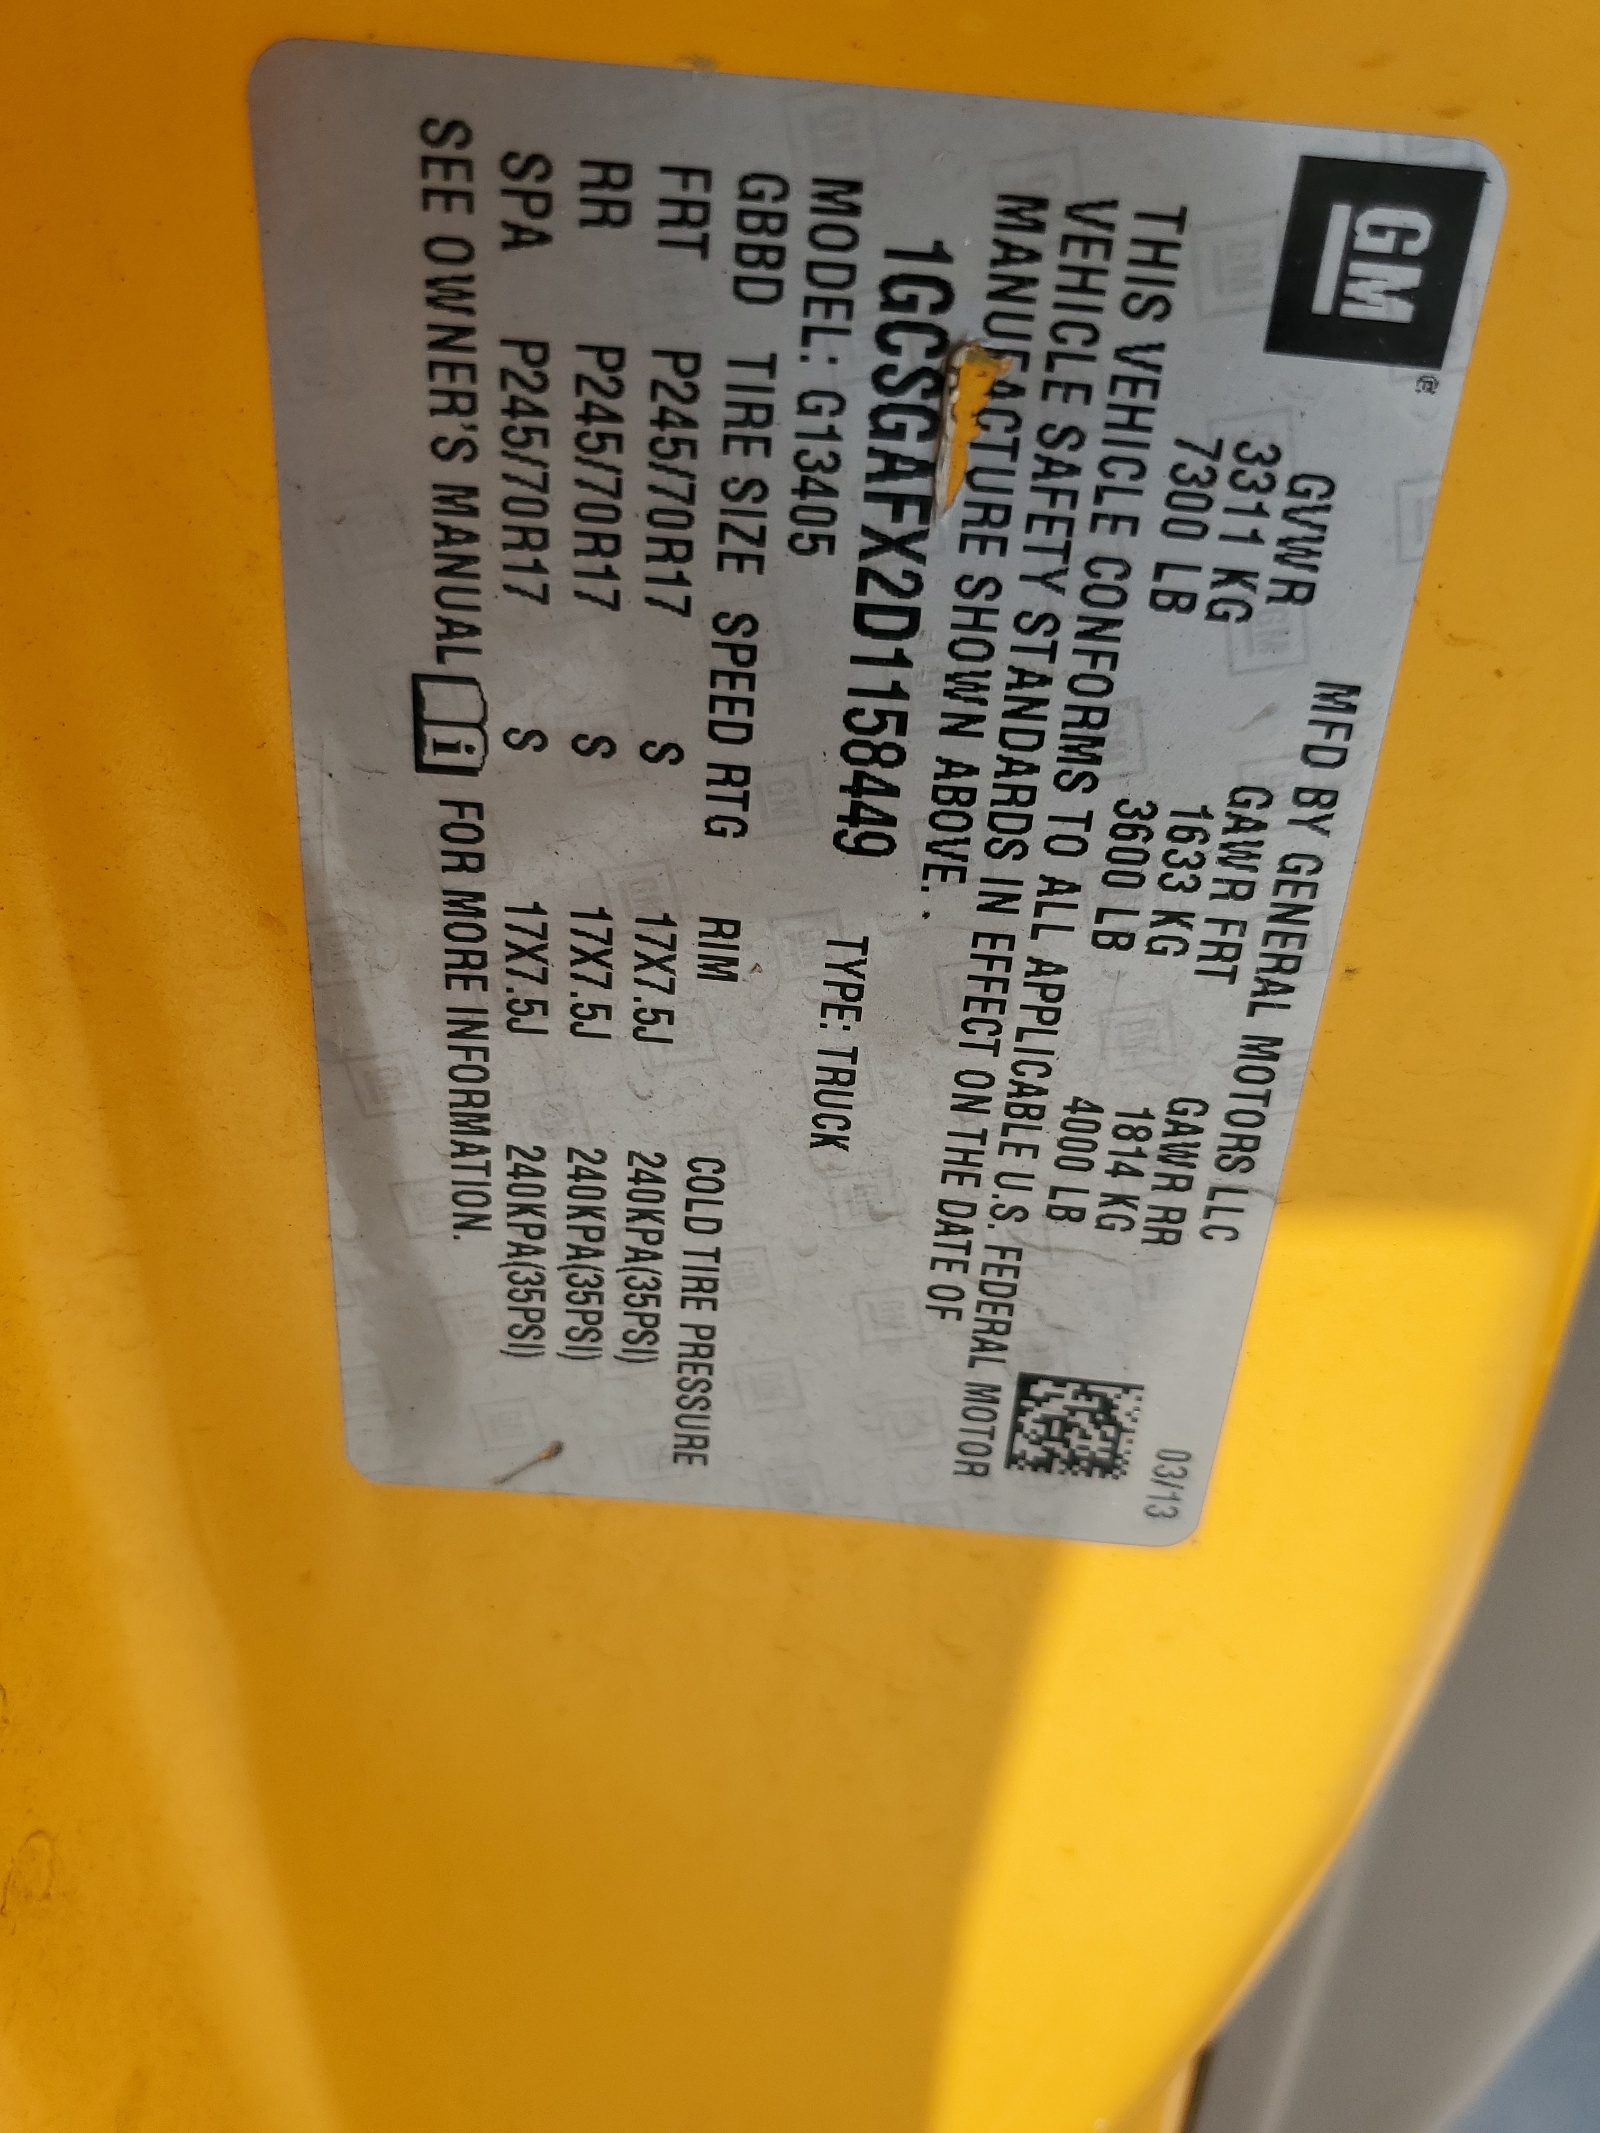 GM®
MFD BY GENERAL MOTORS LLC 03/13
GVWR GAWR FRT GAWR RR
3311 KG 1633 KG 1814 KG
7300 LB 3600 LB 4000 LB
THIS VEHICLE CONFORMS TO ALL APPLICABLE U.S. FEDERAL MOTOR
VEHICLE SAFETY STANDARDS IN EFFECT ON THE DATE OF
MANUFACTURE SHOWN ABOVE.
1GCSGAFX2D1158449 TYPE: TRUCK
MODEL: G13405
GBBD TIRE SIZE SPEED RTG RIM COLD TIRE PRESSURE
FRT P245/70R17 S 17X7.5J 240KPA(35PSI)
RR P245/70R17 S 17X7.5J 240KPA(35PSI)
SPA P245/70R17 S 17X7.5J 240KPA(35PSI)
SEE OWNER'S MANUAL i FOR MORE INFORMATION.